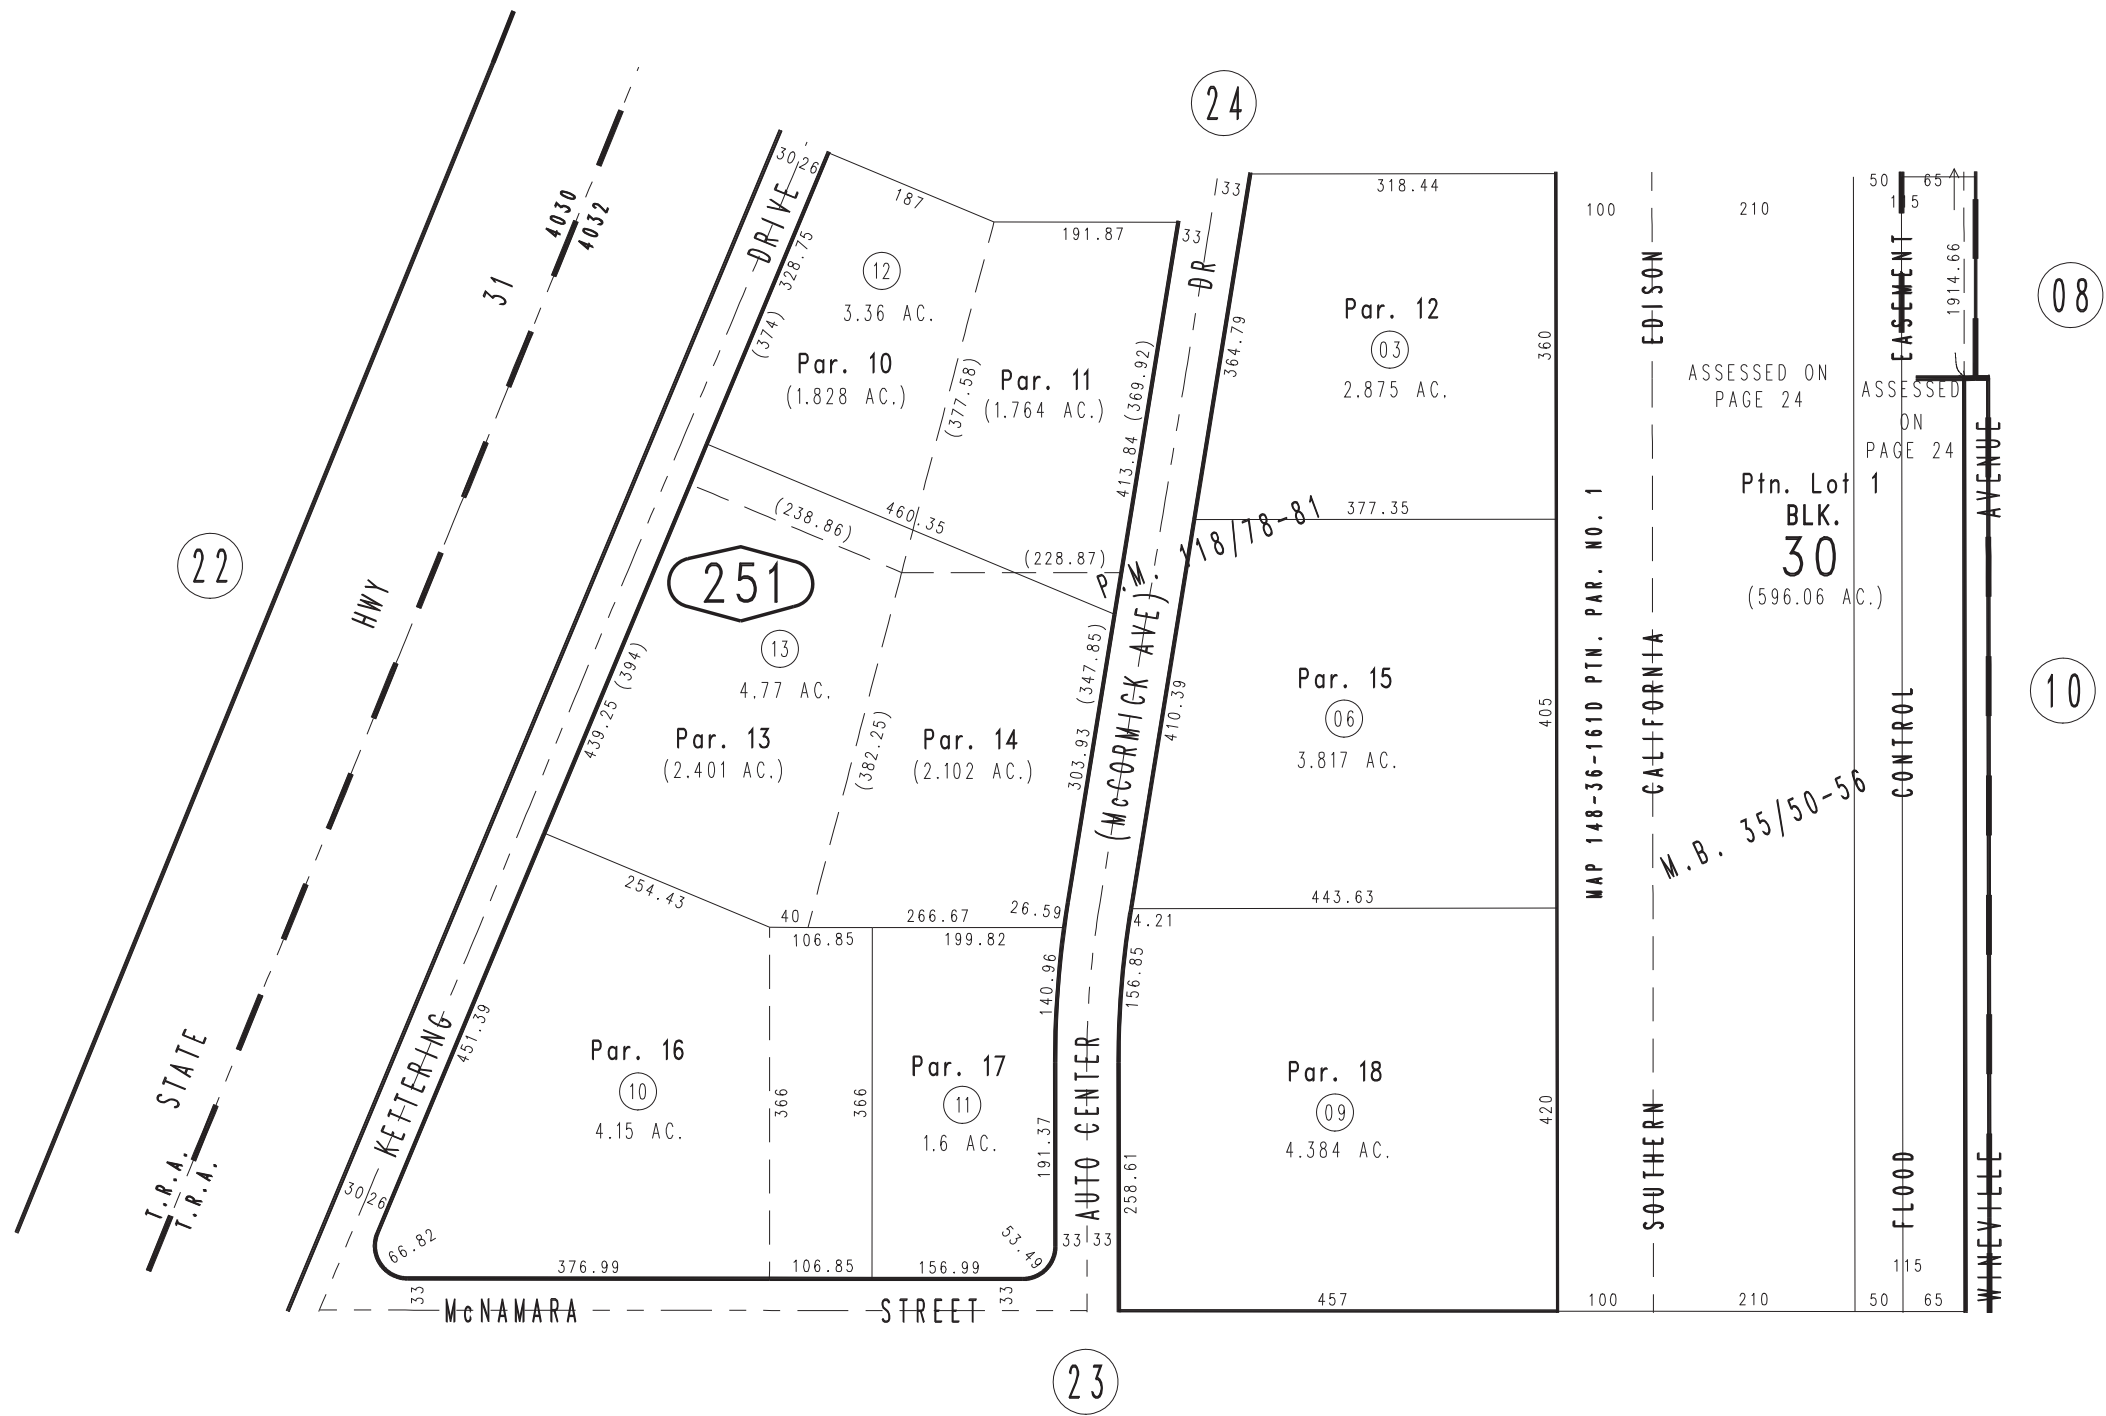 24
22
08
10
23
4030
4032
31
HWY
STATE
T.R.A.
T.R.A.
30 26
DRIVE
KETTERING
187
191.87
33
33
DR
318.44
100
210
50
65
328.75
(374)
12
3.36 AC.
Par. 10
(1.828 AC.)
(377.58)
Par. 11
(1.764 AC.)
413.84 (369.92)
364.79
Par. 12
03
2.875 AC.
360
EDISON
ASSESSED ON
PAGE 24
EASEMENT
1914.66
ASSESSED
ON
PAGE 24
AVENUE
(238.86)
460.35
(228.87)
P.M. 118/78-81
377.35
MAP 148-36-161D PTN. PAR. NO. 1
Ptn. Lot 1
BLK.
30
(596.06 AC.)
251
13
4.77 AC.
Par. 13
(2.401 AC.)
439.25 (394)
(382.25)
Par. 14
(2.102 AC.)
303.93 (347.85)
(McCORMICK AVE)
410.39
Par. 15
06
3.817 AC.
405
CALIFORNIA
M.B. 35/50-56
CONTROL
254.43
40
266.67
26.59
106.85
199.82
443.63
4.21
451.39
140.96
156.85
Par. 16
10
4.15 AC.
366
366
Par. 17
11
1.6 AC.
191.37
AUTO CENTER
258.61
Par. 18
09
4.384 AC.
420
SOUTHERN
FLOOD
WINEVILLE
30 26
66.82
376.99
106.85
156.99
53.49
33 33
115
33
33
McNAMARA STREET
457
100
210
50
65